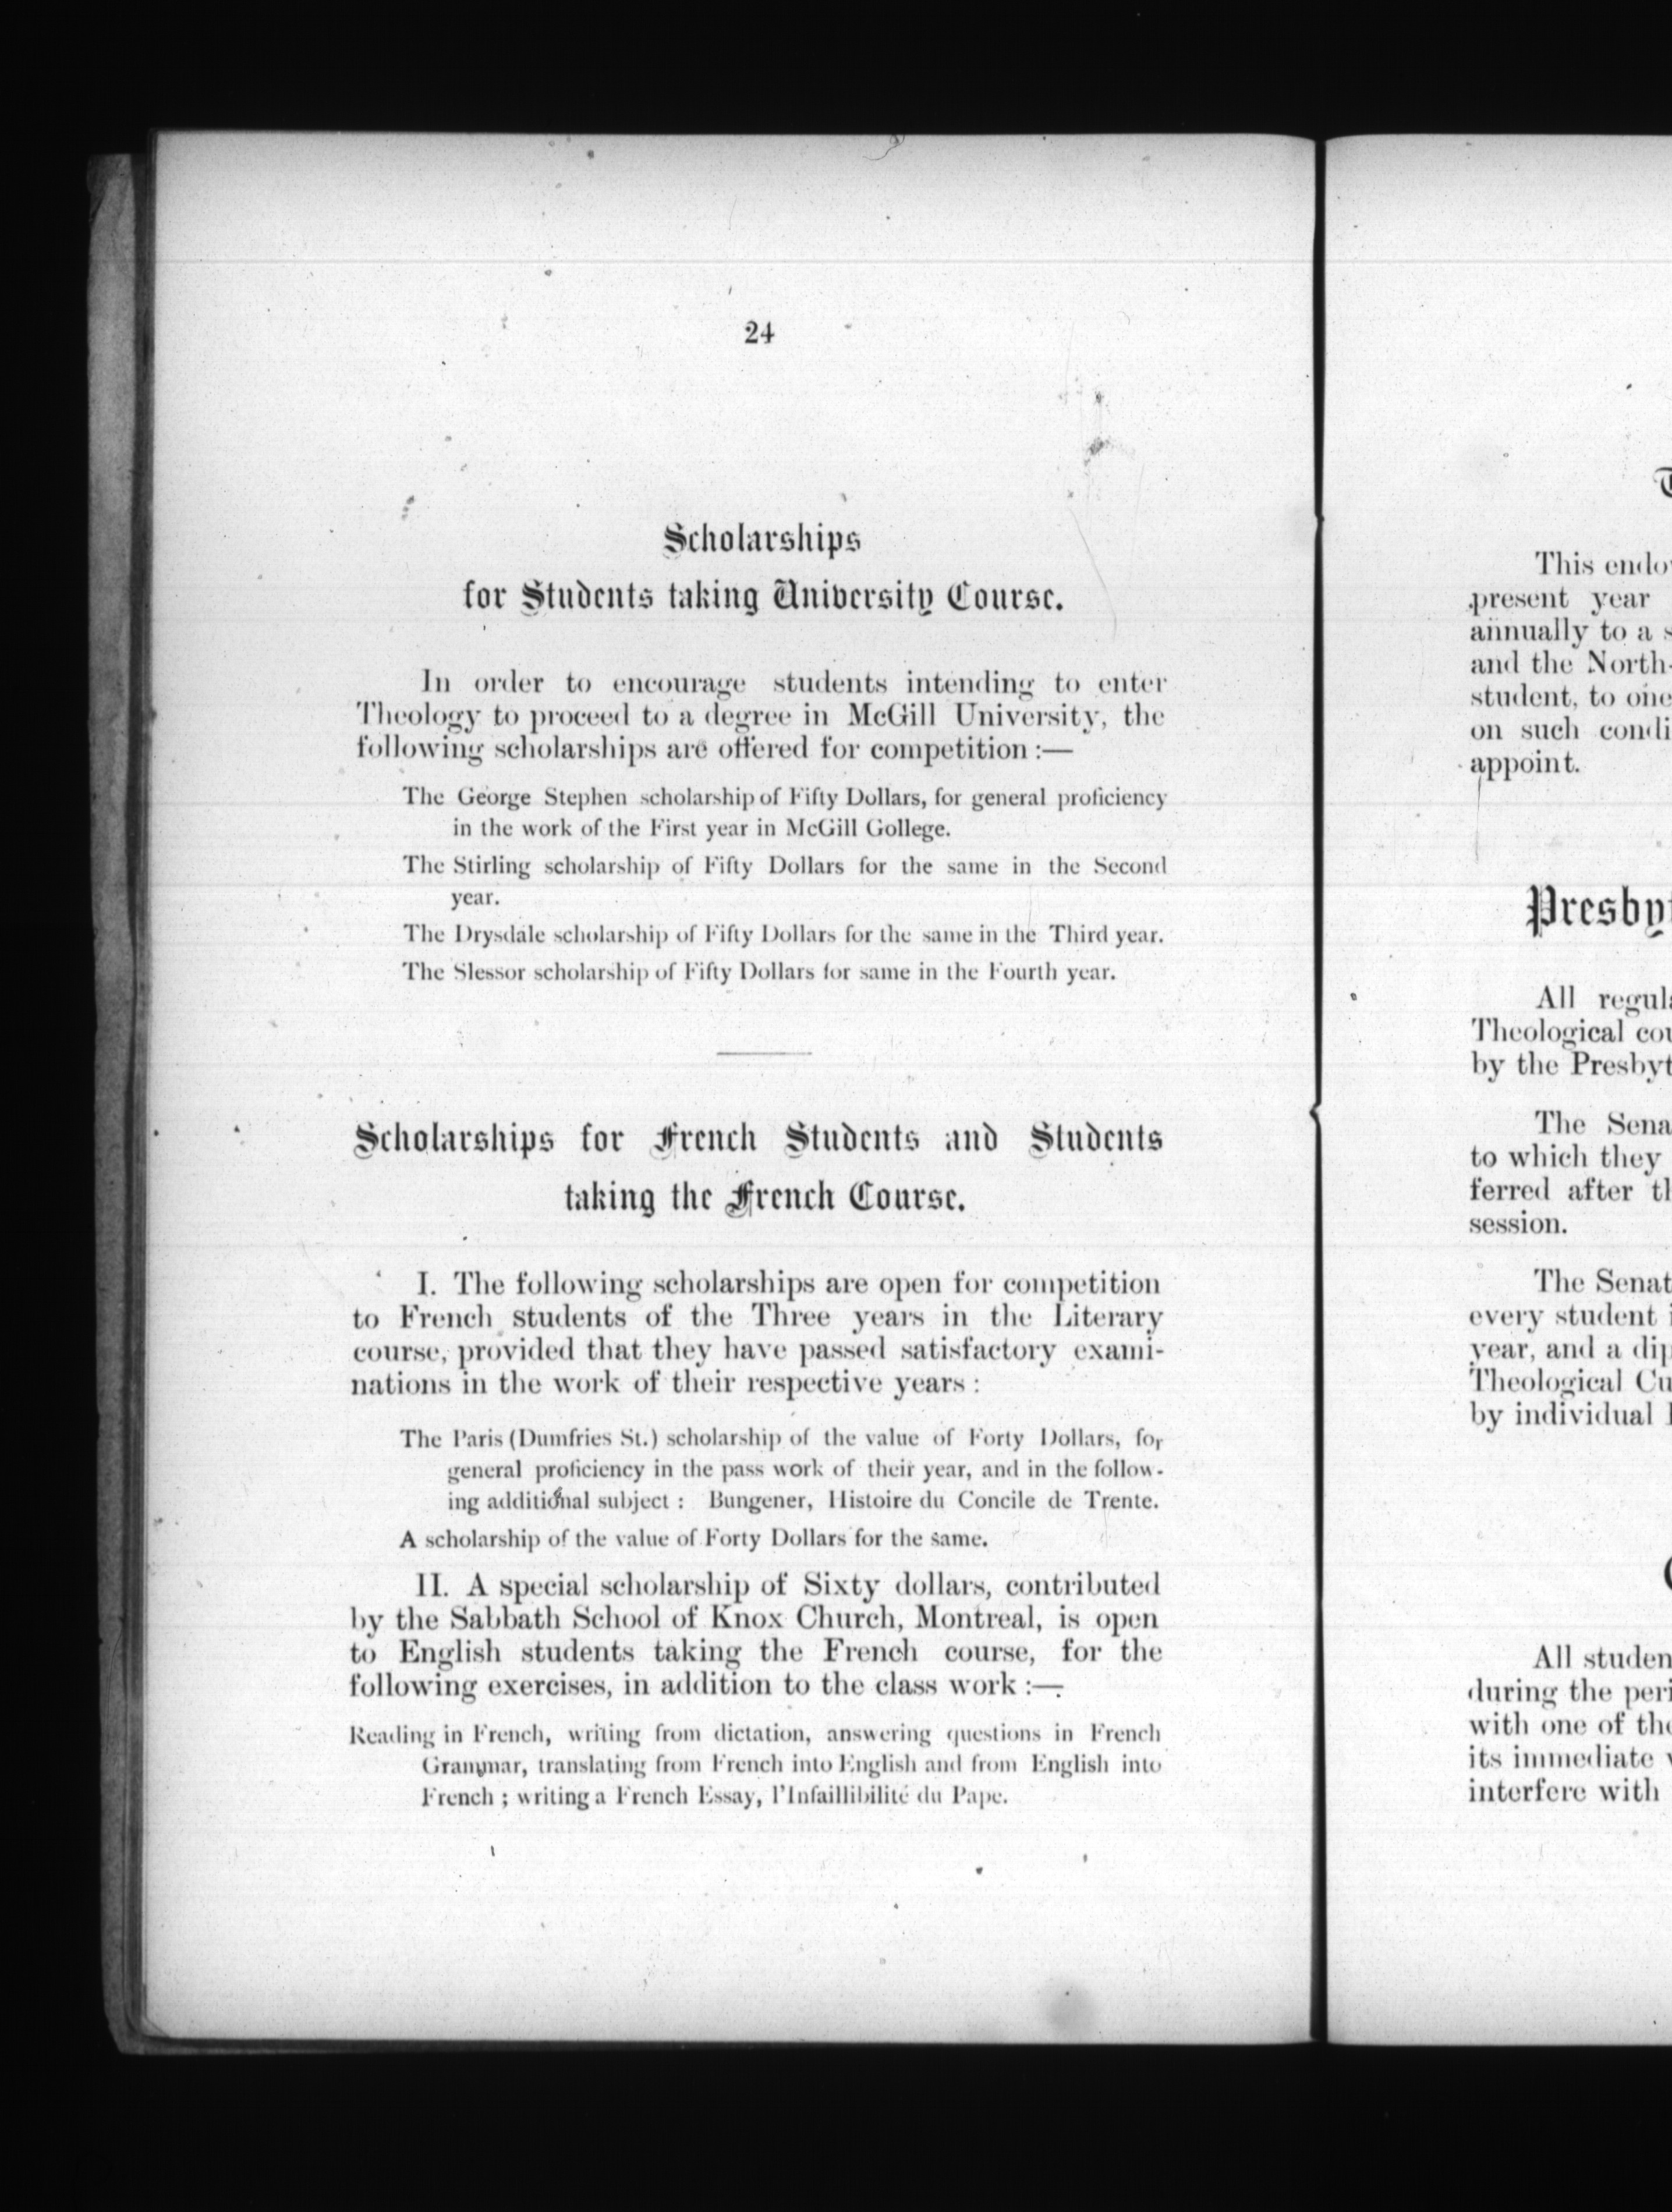 24
Scholarships
for Students taking University Course.
In order to encourage students intending to enter
Theology to proceed to a degree in McGill University, the
following scholarships are offered for competition :—
The George Stephen scholarship of Fifty Dollars, for general proficiency
in the work of the First year in McGill Gollege.
The Stirling scholarship of Fifty Dollars for the same in the Second
year.
The Drysdale scholarship of Fifty Dollars for the same in the Third year.
The Slessor scholarship of Fifty Dollars for same in the Fourth year.
Scholarships for French Students and Students
taking the French Course.
I. The following scholarships are open for competition
to French students of the Three years in the Literary
course, provided that they have passed satisfactory exami-
nations in the work of their respective years :
The Paris (Dumfries St.) scholarship of the value of Forty Dollars, for
general proficiency in the pass work of their year, and in the follow-
ing additional subject : Bungener, Histoire du Concile de Trente.
A scholarship of the value of Forty Dollars for the same.
II. A special scholarship of Sixty dollars, contributed
by the Sabbath School of Knox Church, Montreal, is open
to English students taking the French course, for the
following exercises, in addition to the class work :—
Reading in French, writing from dictation, answering questions in French
Grammar, translating from French into English and from English into
French ; writing a French Essay, l'Infaillibilité du Pape.
This
present year
annually to a
and the North-
student, to one
on such
appoint.
All
Theological
by the
The
to which they
ferred after
session.
The
every student
year, and a
Theological
by individual
All
during the
with one of
its immediate
interfere with